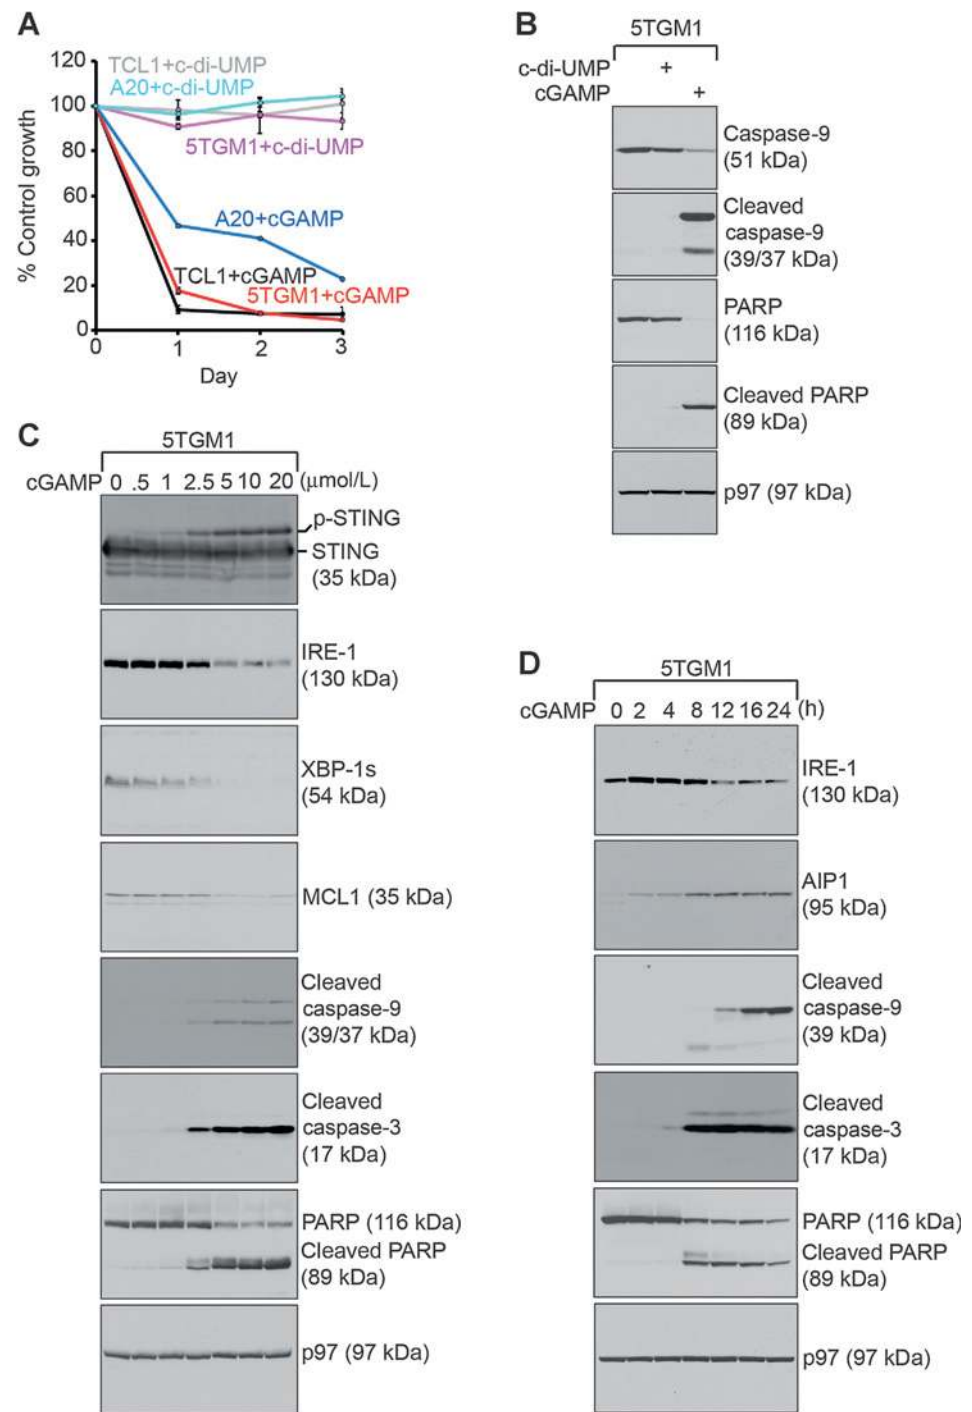 A
120
100
80
60
40
20
0
% Control growth
TCL1+c-di-UMP
A20+c-di-UMP
5TGM1+c-di-UMP
A20+cGAMP
TCL1+cGAMP
5TGM1+cGAMP
0 1 2 3
Day
B
5TGM1
c-di-UMP +
cGAMP +
Caspase-9
(51 kDa)
Cleaved
caspase-9
(39/37 kDa)
PARP
(116 kDa)
Cleaved PARP
(89 kDa)
p97 (97 kDa)
C
5TGM1
cGAMP 0 .5 1 2.5 5 10 20 (μmol/L)
p-STING
STING
(35 kDa)
IRE-1
(130 kDa)
XBP-1s
(54 kDa)
MCL1 (35 kDa)
Cleaved
caspase-9
(39/37 kDa)
Cleaved
caspase-3
(17 kDa)
PARP (116 kDa)
Cleaved PARP
(89 kDa)
p97 (97 kDa)
D
5TGM1
cGAMP 0 2 4 8 12 16 24 (h)
IRE-1
(130 kDa)
AIP1
(95 kDa)
Cleaved
caspase-9
(39 kDa)
Cleaved
caspase-3
(17 kDa)
PARP (116 kDa)
Cleaved PARP
(89 kDa)
p97 (97 kDa)